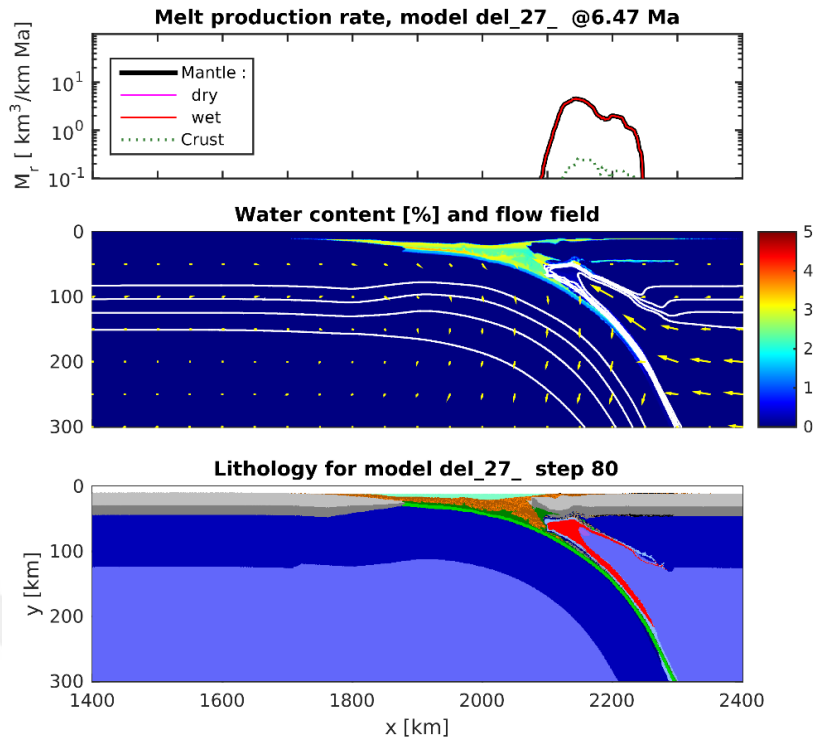 Melt production rate, model del_27_ @6.47 Ma
M_r [ km^3/km Ma]
10^1
10^0
10^-1
Mantle :
dry
wet
Crust
Water content [%] and flow field
0
100
200
300
5
4
3
2
1
0
Lithology for model del_27_ step 80
y [km]
0
100
200
300
1400 1600 1800 2000 2200 2400
x [km]